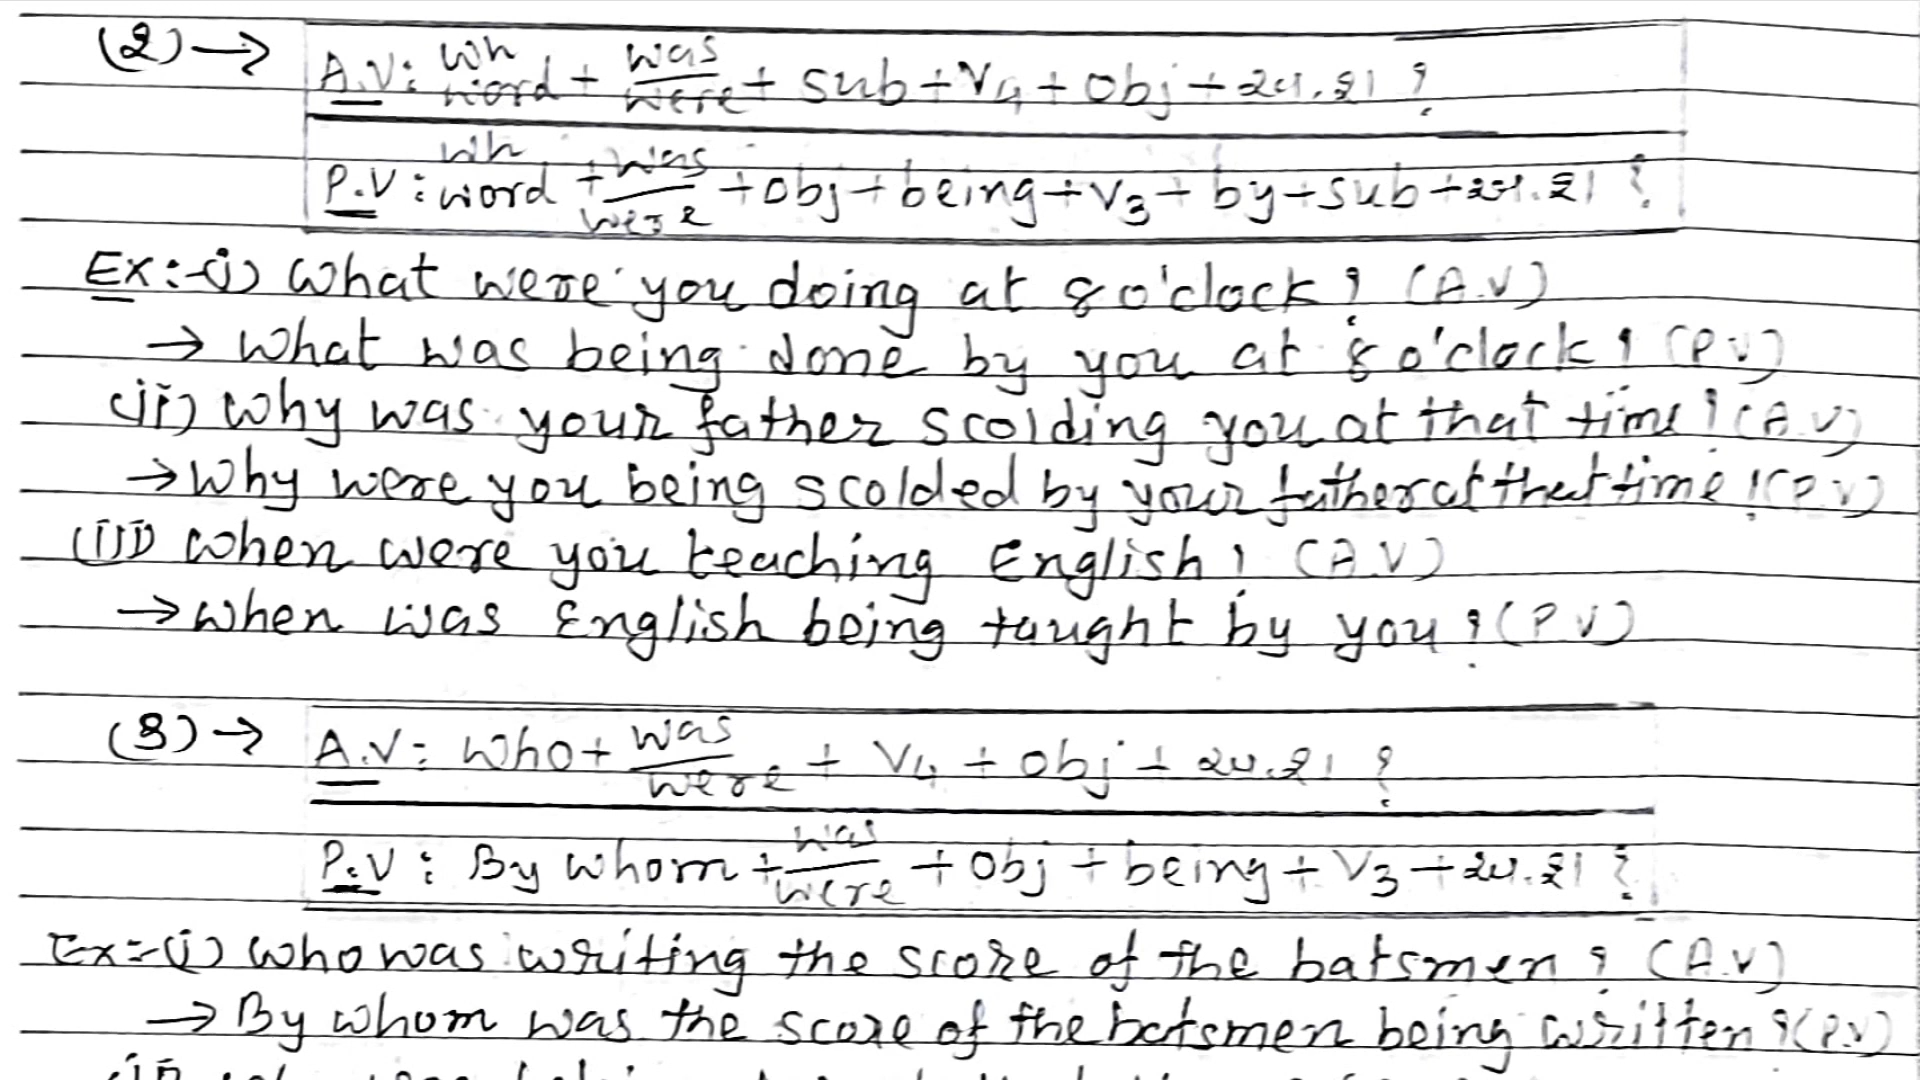 (2)→ A.V: wh word + was/were + sub + V4 + obj + અ.શ. ?
P.V: wh word + was/were + obj + being + V3 + by + sub + અ.શ. ?
Ex:-(i) What were you doing at 8 o'clock? (A.V)
→ What was being done by you at 8 o'clock? (P.V)
(ii) Why was your father scolding you at that time? (A.V)
→ Why were you being scolded by your father at that time? (P.V)
(iii) When were you teaching English? (A.V)
→ When was English being taught by you? (P.V)
(3)→ A.V: Who + was/were + V4 + obj + અ.શ. ?
P.V: By whom + was/were + obj + being + V3 + અ.શ. ?
Ex:-(i) Who was writing the score of the batsmen? (A.V)
→ By whom was the score of the batsmen being written? (P.V)
(ii)